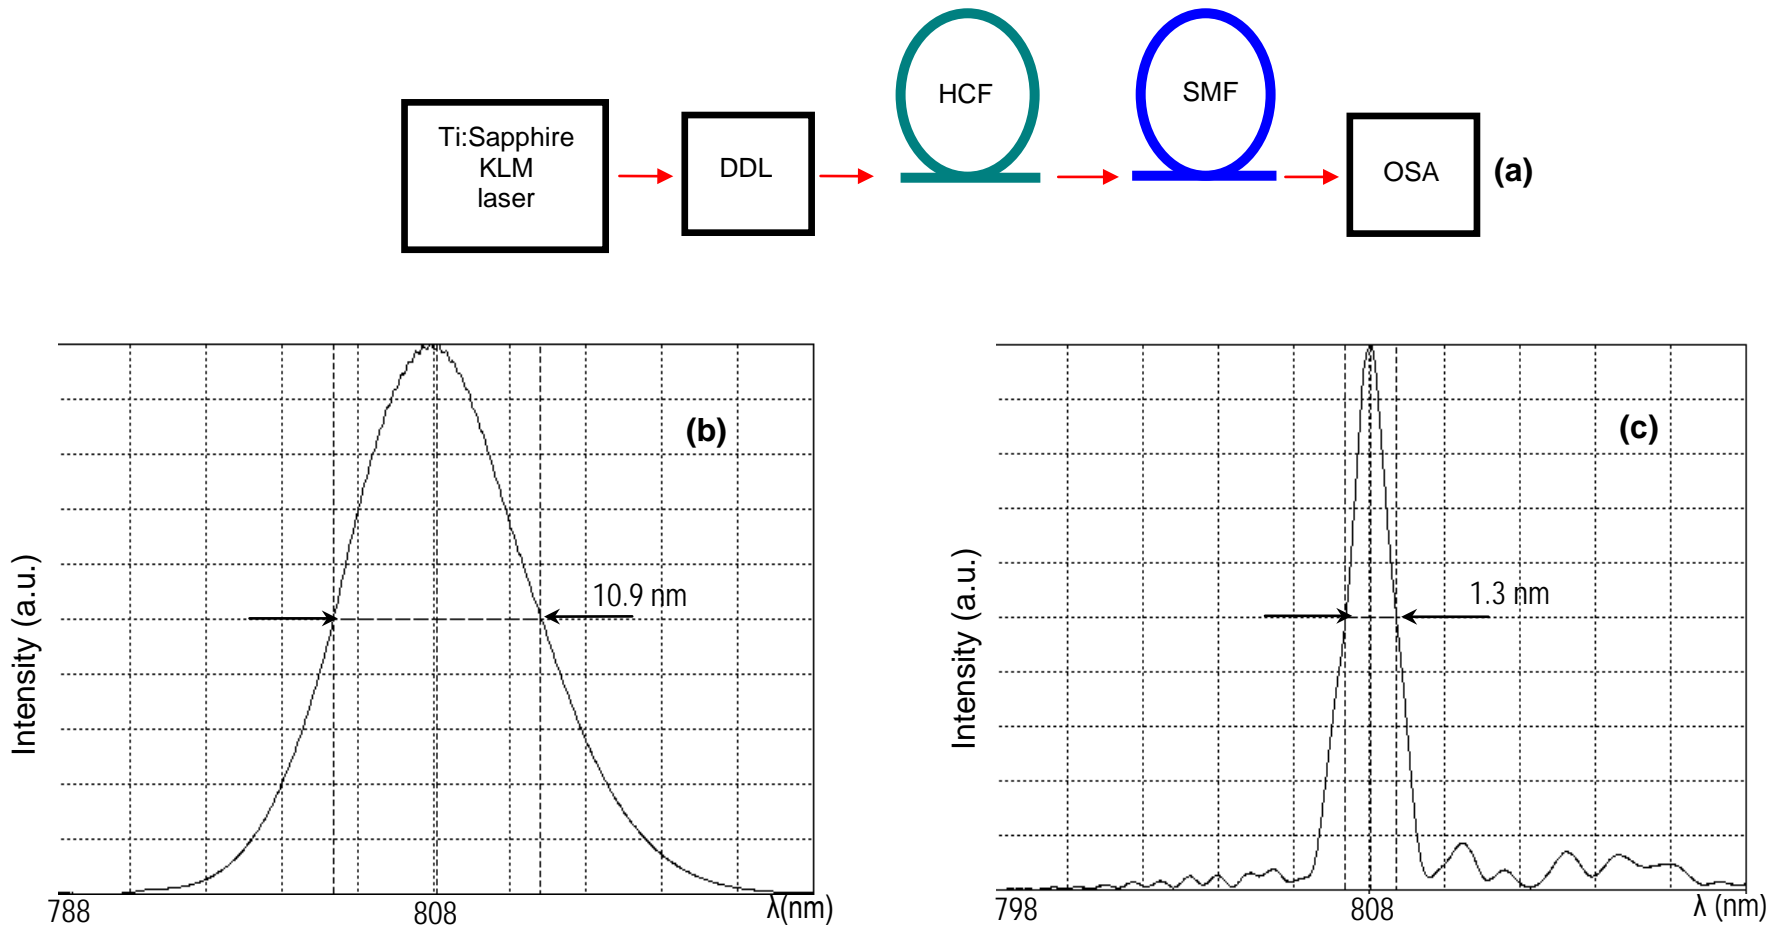 Ti:Sapphire
KLM
laser
DDL
HCF
SMF
OSA
(a)
(b)
10.9 nm
Intensity (a.u.)
788
808
λ(nm)
(c)
1.3 nm
Intensity (a.u.)
798
808
λ (nm)